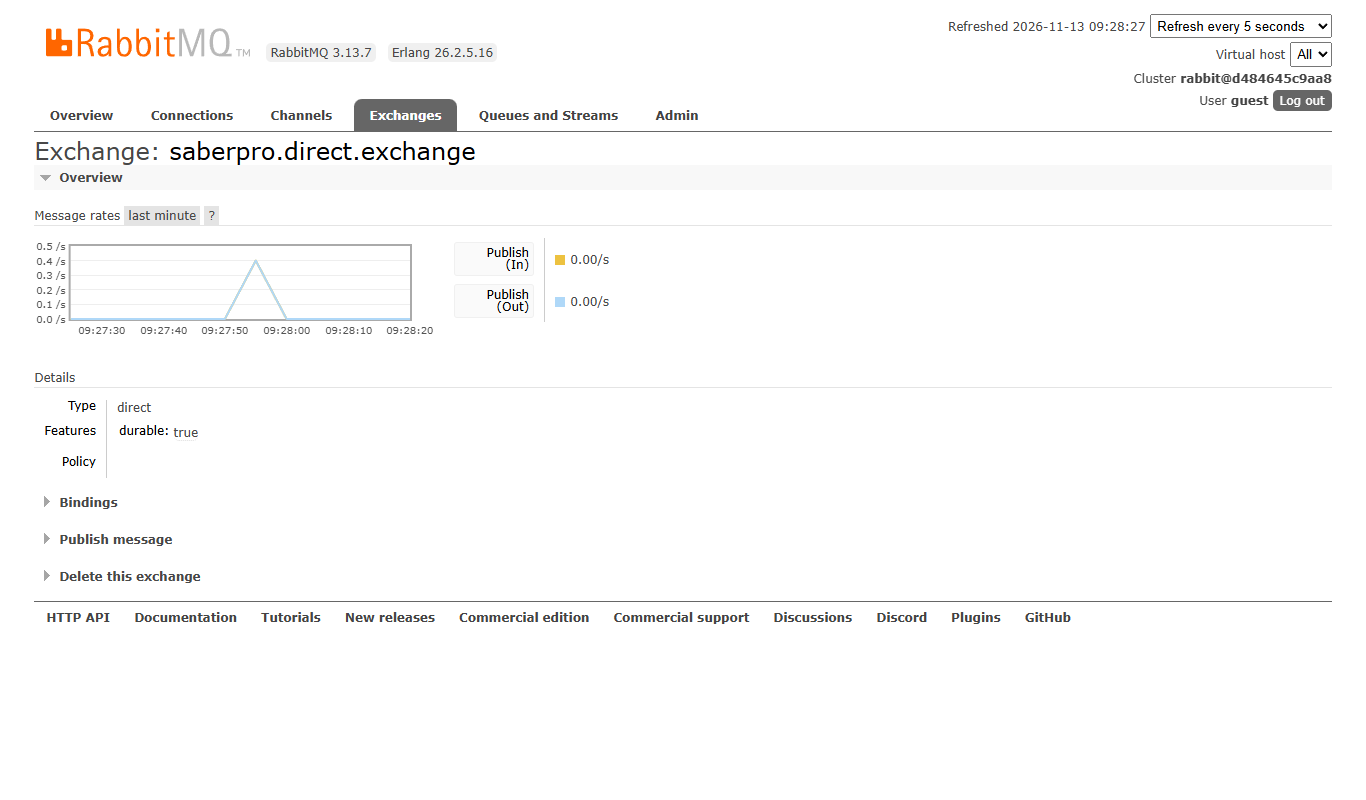 RabbitMQ TM RabbitMQ 3.13.7 Erlang 26.2.5.16
Refreshed 2026-11-13 09:28:27 Refresh every 5 seconds
Virtual host All
Cluster rabbit@d484645c9aa8
User guest Log out
Overview Connections Channels Exchanges Queues and Streams Admin
Exchange: saberpro.direct.exchange
Overview
Message rates last minute ?
0.5 /s
0.4 /s
0.3 /s
0.2 /s
0.1 /s
0.0 /s
09:27:30 09:27:40 09:27:50 09:28:00 09:28:10 09:28:20
Publish
(In)
0.00/s
Publish
(Out)
0.00/s
Details
Type direct
Features durable: true
Policy
Bindings
Publish message
Delete this exchange
HTTP API Documentation Tutorials New releases Commercial edition Commercial support Discussions Discord Plugins GitHub